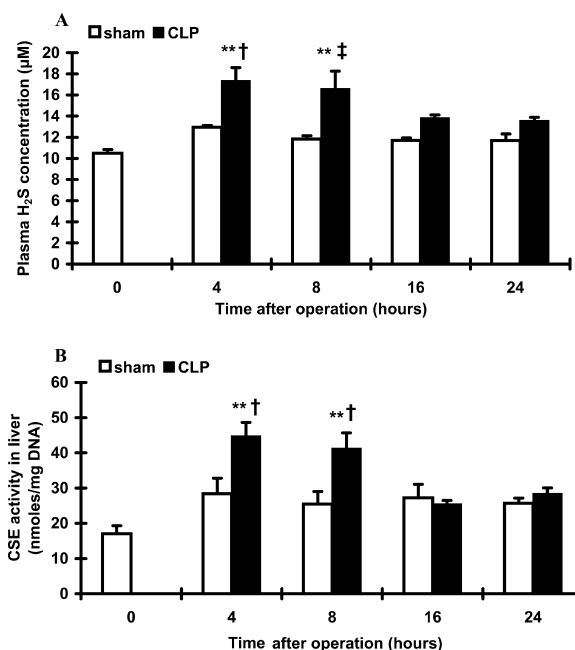 A
sham CLP
Plasma H₂S concentration (µM)
20
18
16
14
12
10
8
6
4
2
0
** †
** ‡
0 4 8 16 24
Time after operation (hours)
B
sham CLP
CSE activity in liver
(nmoles/mg DNA)
60
50
40
30
20
10
0
** †
** †
0 4 8 16 24
Time after operation (hours)